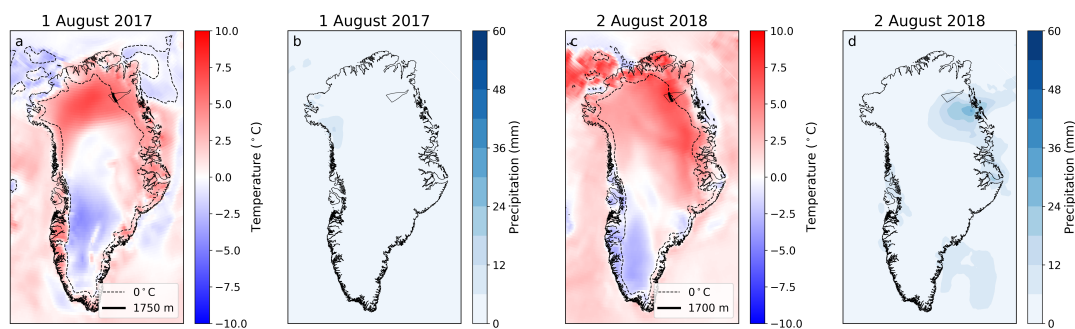 1 August 2017
a
10.0
7.5
5.0
2.5
0.0
−2.5
−5.0
−7.5
−10.0
Temperature (°C)
0°C
1750 m
1 August 2017
b
60
48
36
24
12
0
Precipitation (mm)
2 August 2018
c
10.0
7.5
5.0
2.5
0.0
−2.5
−5.0
−7.5
−10.0
Temperature (°C)
0°C
1700 m
2 August 2018
d
60
48
36
24
12
0
Precipitation (mm)